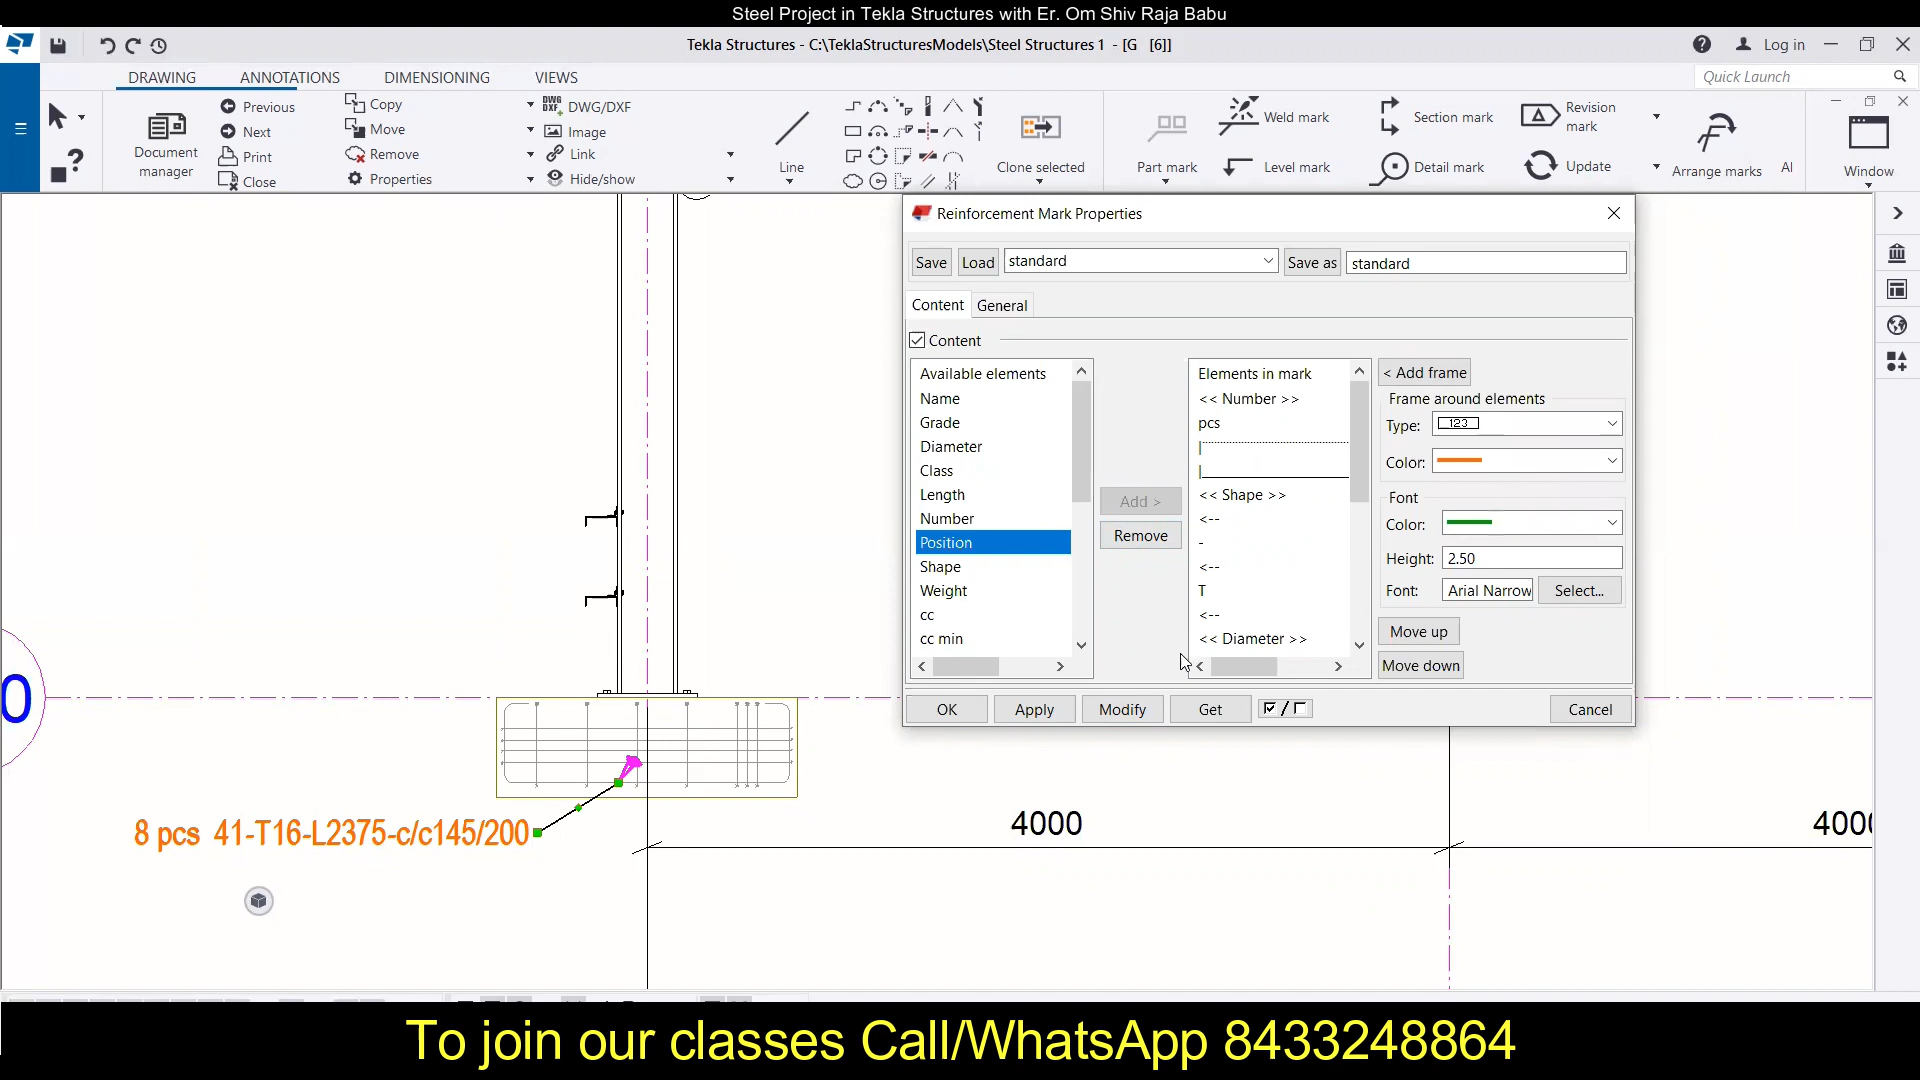 Steel Project in Tekla Structures with Er. Om Shiv Raja Babu
Tekla Structures - C:\TeklaStructuresModels\Steel Structures 1 - [G [6]]
Log in
DRAWING ANNOTATIONS DIMENSIONING VIEWS
Quick Launch
Document manager
Previous
Next
Print
Close
Copy
Move
Remove
Properties
DWG/DXF
Image
Link
Hide/show
Line
Clone selected
Part mark
Weld mark
Level mark
Section mark
Detail mark
Revision mark
Update
Arrange marks
Al
Window
Reinforcement Mark Properties
Save Load standard Save as standard
Content General
Content
Available elements
Name
Grade
Diameter
Class
Length
Number
Position
Shape
Weight
cc
cc min
Add >
Remove
Elements in mark
<< Number >>
pcs
<< Shape >>
<--
-
<--
T
<--
<< Diameter >>
< Add frame
Frame around elements
Type: 123
Color:
Font
Color:
Height: 2.50
Font: Arial Narrow Select...
Move up
Move down
OK Apply Modify Get Cancel
0
8 pcs 41-T16-L2375-c/c145/200
4000
400
To join our classes Call/WhatsApp 8433248864